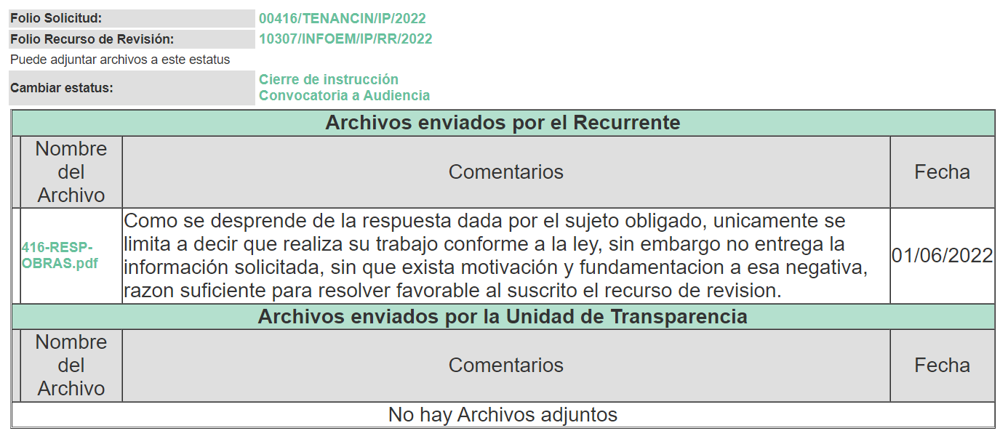 Folio Solicitud: 00416/TENANCIN/IP/2022
Folio Recurso de Revisión: 10307/INFOEM/IP/RR/2022
Puede adjuntar archivos a este estatus
Cambiar estatus:
Cierre de instrucción
Convocatoria a Audiencia
Archivos enviados por el Recurrente
Nombre
del
Archivo
Comentarios
Fecha
416-RESP-
OBRAS.pdf
Como se desprende de la respuesta dada por el sujeto obligado, unicamente se
limita a decir que realiza su trabajo conforme a la ley, sin embargo no entrega la
información solicitada, sin que exista motivación y fundamentacion a esa negativa,
razon suficiente para resolver favorable al suscrito el recurso de revision.
01/06/2022
Archivos enviados por la Unidad de Transparencia
Nombre
del
Archivo
Comentarios
Fecha
No hay Archivos adjuntos